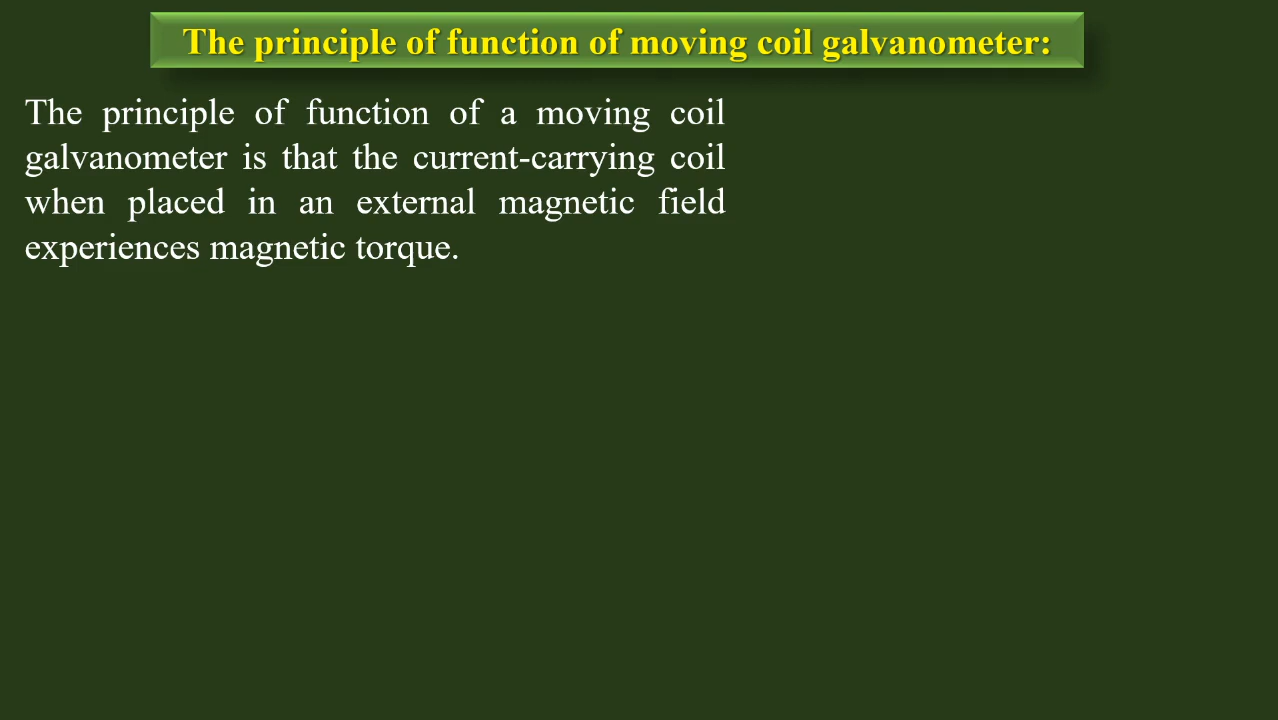 The principle of function of moving coil galvanometer:
The principle of function of a moving coil
galvanometer is that the current-carrying coil
when placed in an external magnetic field
experiences magnetic torque.